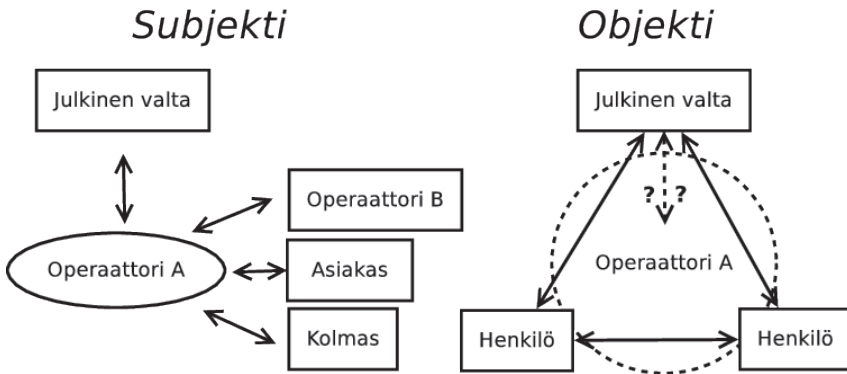 Subjekti
Julkinen valta
Operaattori B
Operaattori A
Asiakas
Kolmas
Objekti
Julkinen valta
? ?
Operaattori A
Henkilö
Henkilö